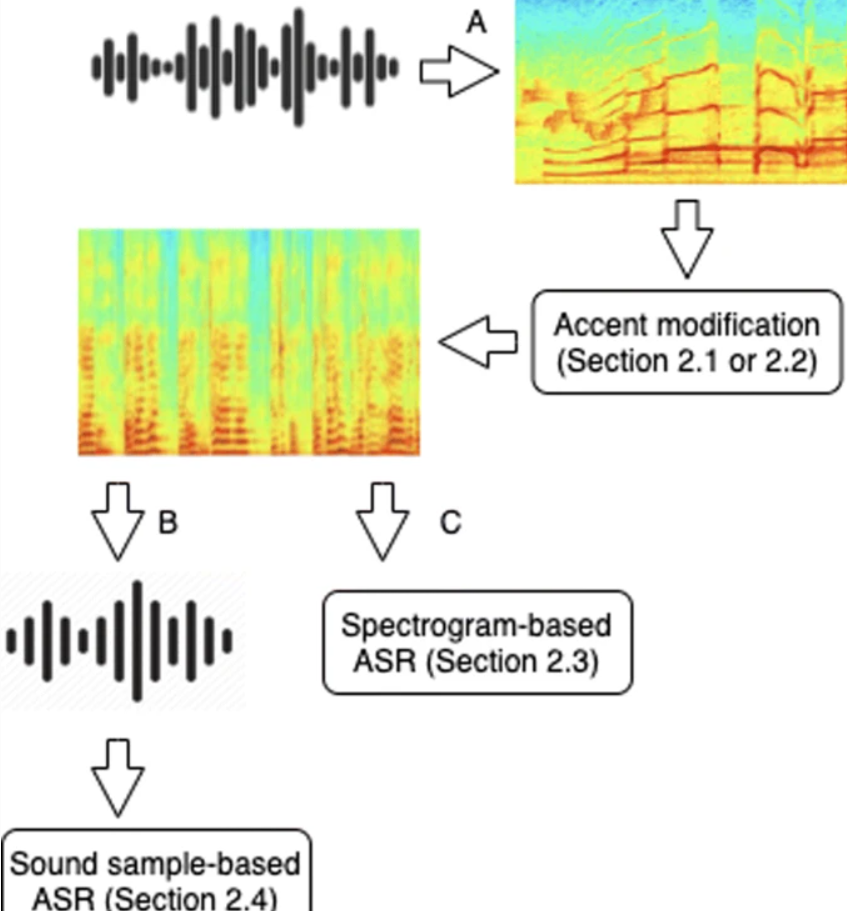 A
Accent modification
(Section 2.1 or 2.2)
B
C
Spectrogram-based
ASR (Section 2.3)
Sound sample-based
ASR (Section 2.4)